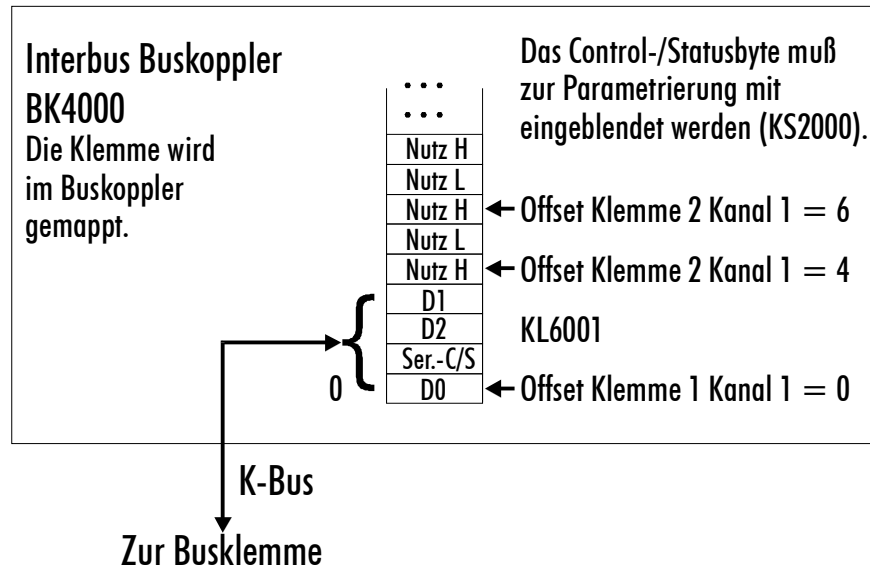 Interbus Buskoppler
BK4000
Die Klemme wird
im Buskoppler
gemappt.
Das Control-/Statusbyte muß
zur Parametrierung mit
eingeblendet werden (KS2000).
...
...
Nutz H
Nutz L
Nutz H
Offset Klemme 2 Kanal 1 = 6
Nutz L
Nutz H
Offset Klemme 2 Kanal 1 = 4
D1
D2
KL6001
Ser.-C/S
0
D0
Offset Klemme 1 Kanal 1 = 0
K-Bus
Zur Busklemme